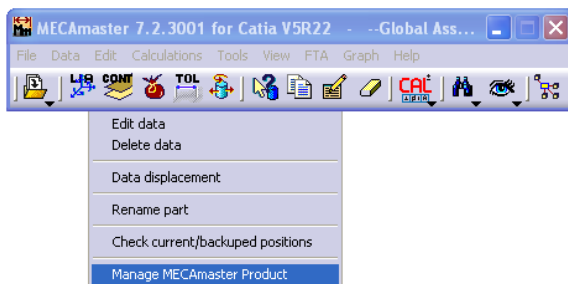 MECAmaster 7.2.3001 for Catia V5R22 - --Global Ass...
File Data Edit Calculations Tools View FTA Graph Help
LIA CONT TOL CAL
Edit data
Delete data
Data displacement
Rename part
Check current/backuped positions
Manage MECAmaster Product